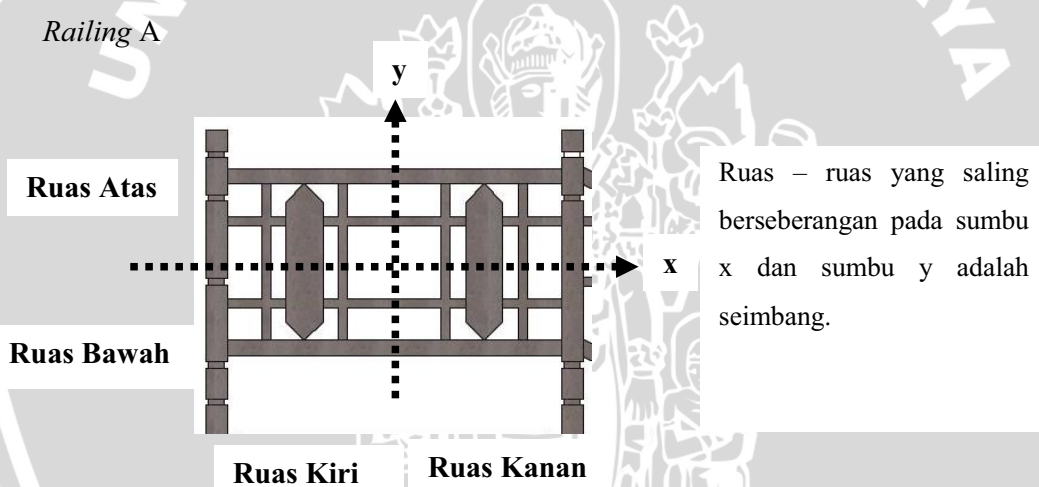 Railing A
y
Ruas Atas
x
Ruas Bawah
Ruas Kiri
Ruas Kanan
Ruas – ruas yang saling
berseberangan pada sumbu
x dan sumbu y adalah
seimbang.